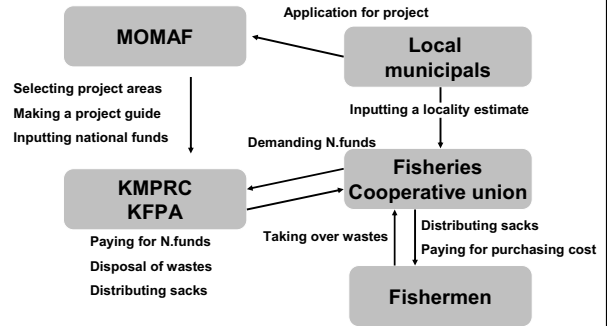 Application for project
MOMAF
Local
municipals
Selecting project areas
Making a project guide
Inputting national funds
Inputting a locality estimate
Demanding N.funds
Fisheries
Cooperative union
KMPRC
KFPA
Paying for N.funds
Disposal of wastes
Distributing sacks
Taking over wastes
Distributing sacks
Paying for purchasing cost
Fishermen